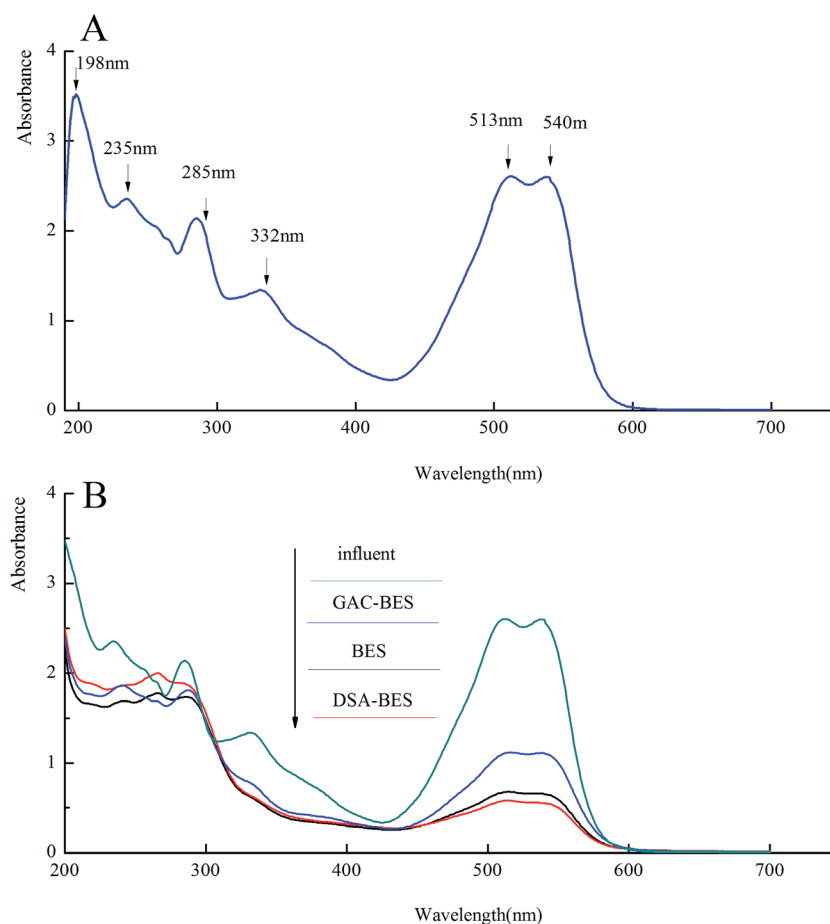 A
Absorbance
4
3
2
1
0
198nm
235nm
285nm
332nm
513nm
540m
200
300
400
500
600
700
Wavelength(nm)
B
Absorbance
4
3
2
1
0
influent
GAC-BES
BES
DSA-BES
200
300
400
500
600
700
Wavelength(nm)